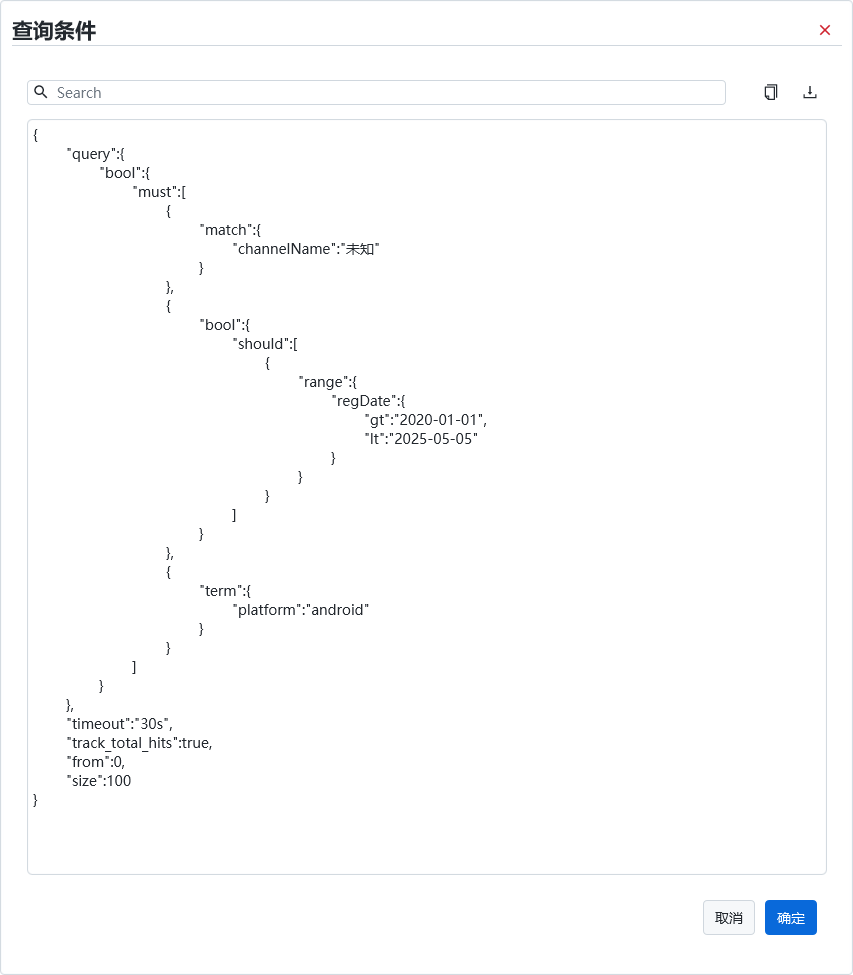 查询条件
Search
{
"query":{
"bool":{
"must":[
{
"match":{
"channelName":"未知"
}
},
{
"bool":{
"should":[
{
"range":{
"regDate":{
"gt":"2020-01-01",
"lt":"2025-05-05"
}
}
}
]
}
},
{
"term":{
"platform":"android"
}
}
]
}
},
"timeout":"30s",
"track_total_hits":true,
"from":0,
"size":100
}
取消 确定